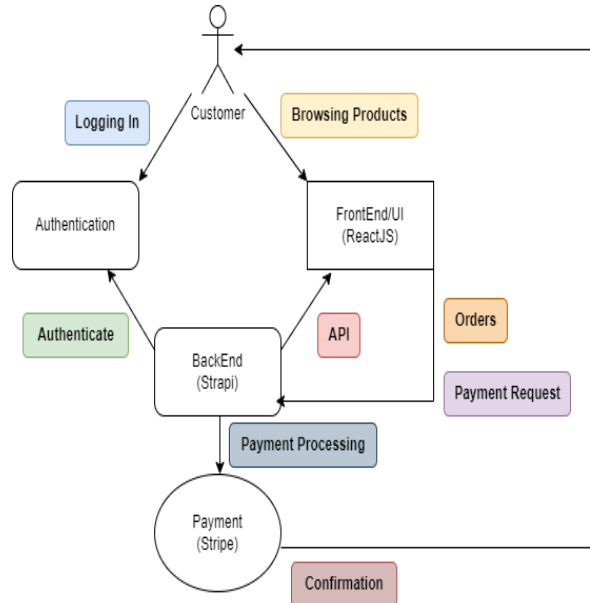 Customer
Logging In
Browsing Products
Authentication
FrontEnd/UI
(ReactJS)
Authenticate
API
Orders
BackEnd
(Strapi)
Payment Request
Payment Processing
Payment
(Stripe)
Confirmation